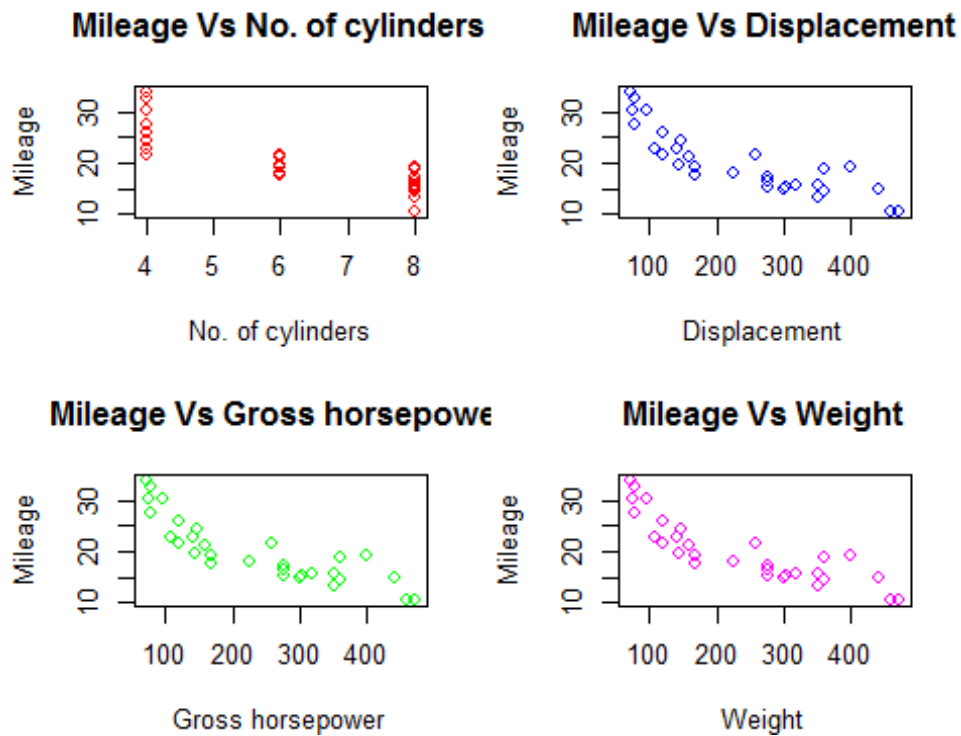 Mileage Vs No. of cylinders
Mileage
30
20
10
4 5 6 7 8
No. of cylinders
Mileage Vs Displacement
Mileage
30
20
10
100 200 300 400
Displacement
Mileage Vs Gross horsepowe
Mileage
30
20
10
100 200 300 400
Gross horsepower
Mileage Vs Weight
Mileage
30
20
10
100 200 300 400
Weight